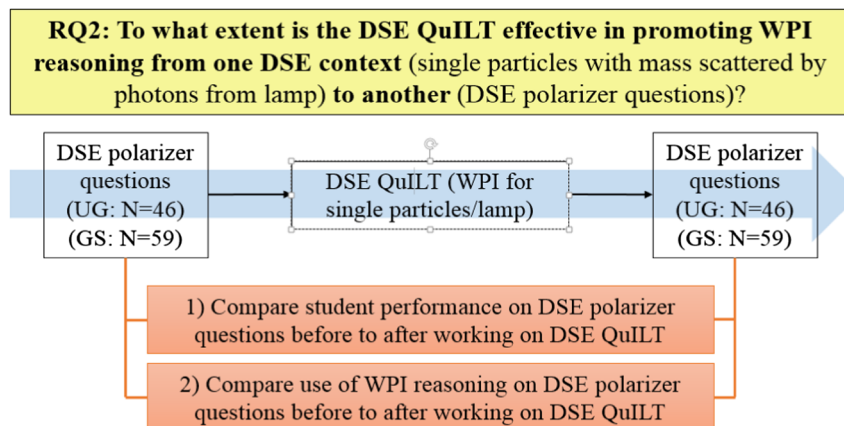 RQ2: To what extent is the DSE QuILT effective in promoting WPI
reasoning from one DSE context (single particles with mass scattered by
photons from lamp) to another (DSE polarizer questions)?
DSE polarizer
questions
(UG: N=46)
(GS: N=59)
DSE QuILT (WPI for
single particles/lamp)
DSE polarizer
questions
(UG: N=46)
(GS: N=59)
1) Compare student performance on DSE polarizer
questions before to after working on DSE QuILT
2) Compare use of WPI reasoning on DSE polarizer
questions before to after working on DSE QuILT